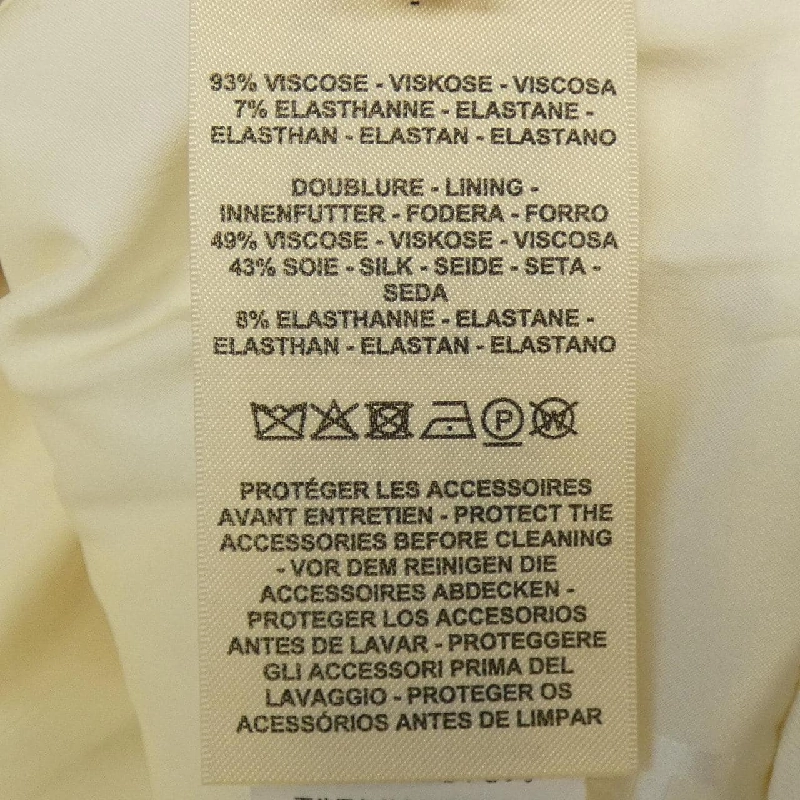 93% VISCOSE - VISKOSE - VISCOSA
7% ELASTHANNE - ELASTANE -
ELASTHAN - ELASTAN - ELASTANO
DOUBLURE - LINING -
INNENFUTTER - FODERA - FORRO
49% VISCOSE - VISKOSE - VISCOSA
43% SOIE - SILK - SEIDE - SETA -
SEDA
8% ELASTHANNE - ELASTANE -
ELASTHAN - ELASTAN - ELASTANO
P W
PROTÉGER LES ACCESSOIRES
AVANT ENTRETIEN - PROTECT THE
ACCESSORIES BEFORE CLEANING
- VOR DEM REINIGEN DIE
ACCESSOIRES ABDECKEN -
PROTEGER LOS ACCESORIOS
ANTES DE LAVAR - PROTEGGERE
GLI ACCESSORI PRIMA DEL
LAVAGGIO - PROTEGER OS
ACESSÓRIOS ANTES DE LIMPAR